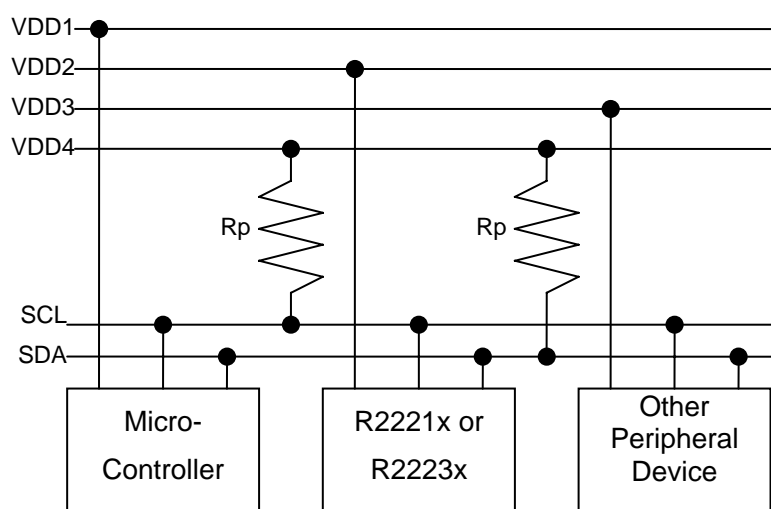 VDD1
VDD2
VDD3
VDD4
Rp
Rp
SCL
SDA
Micro-
Controller
R2221x or
R2223x
Other
Peripheral
Device